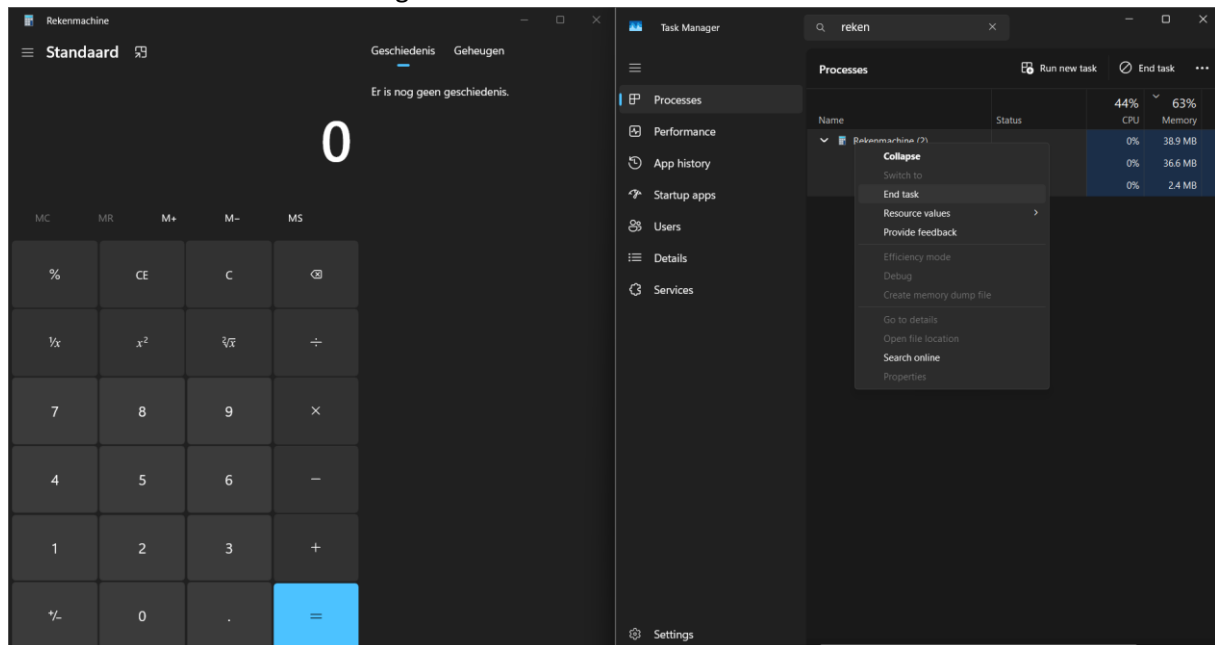 Rekenmachine
Standaard
Geschiedenis Geheugen
Er is nog geen geschiedenis.
0
MC MR M+ M− MS
% CE C
¹/x x² ²√x ÷
7 8 9 ×
4 5 6 −
1 2 3 +
+/− 0 . =
Task Manager
reken
Processes
Performance
App history
Startup apps
Users
Details
Services
Settings
Processes Run new task End task
44% 63%
Name Status CPU Memory
Rekenmachine (2) 0% 38.9 MB
0% 36.6 MB
0% 2.4 MB
Collapse
Switch to
End task
Resource values
Provide feedback
Efficiency mode
Debug
Create memory dump file
Go to details
Open file location
Search online
Properties